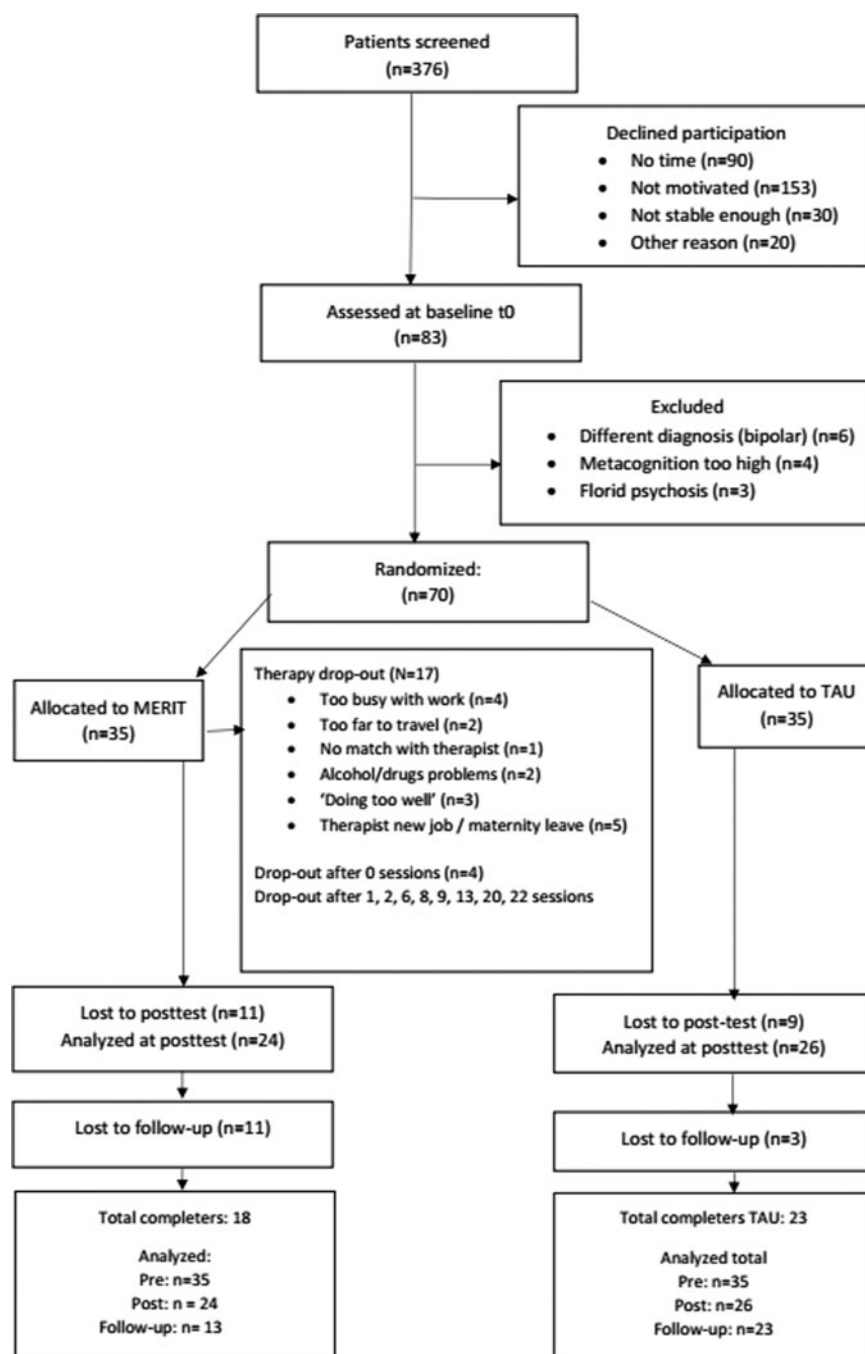 Patients screened
(n=376)
Declined participation
• No time (n=90)
• Not motivated (n=153)
• Not stable enough (n=30)
• Other reason (n=20)
Assessed at baseline t0
(n=83)
Excluded
• Different diagnosis (bipolar) (n=6)
• Metacognition too high (n=4)
• Florid psychosis (n=3)
Randomized:
(n=70)
Allocated to MERIT
(n=35)
Therapy drop-out (N=17)
• Too busy with work (n=4)
• Too far to travel (n=2)
• No match with therapist (n=1)
• Alcohol/drugs problems (n=2)
• ‘Doing too well’ (n=3)
• Therapist new job / maternity leave (n=5)
Drop-out after 0 sessions (n=4)
Drop-out after 1, 2, 6, 8, 9, 13, 20, 22 sessions
Allocated to TAU
(n=35)
Lost to posttest (n=11)
Analyzed at posttest (n=24)
Lost to post-test (n=9)
Analyzed at posttest (n=26)
Lost to follow-up (n=11)
Lost to follow-up (n=3)
Total completers: 18
Analyzed:
Pre: n=35
Post: n = 24
Follow-up: n= 13
Total completers TAU: 23
Analyzed total
Pre: n=35
Post: n=26
Follow-up: n=23